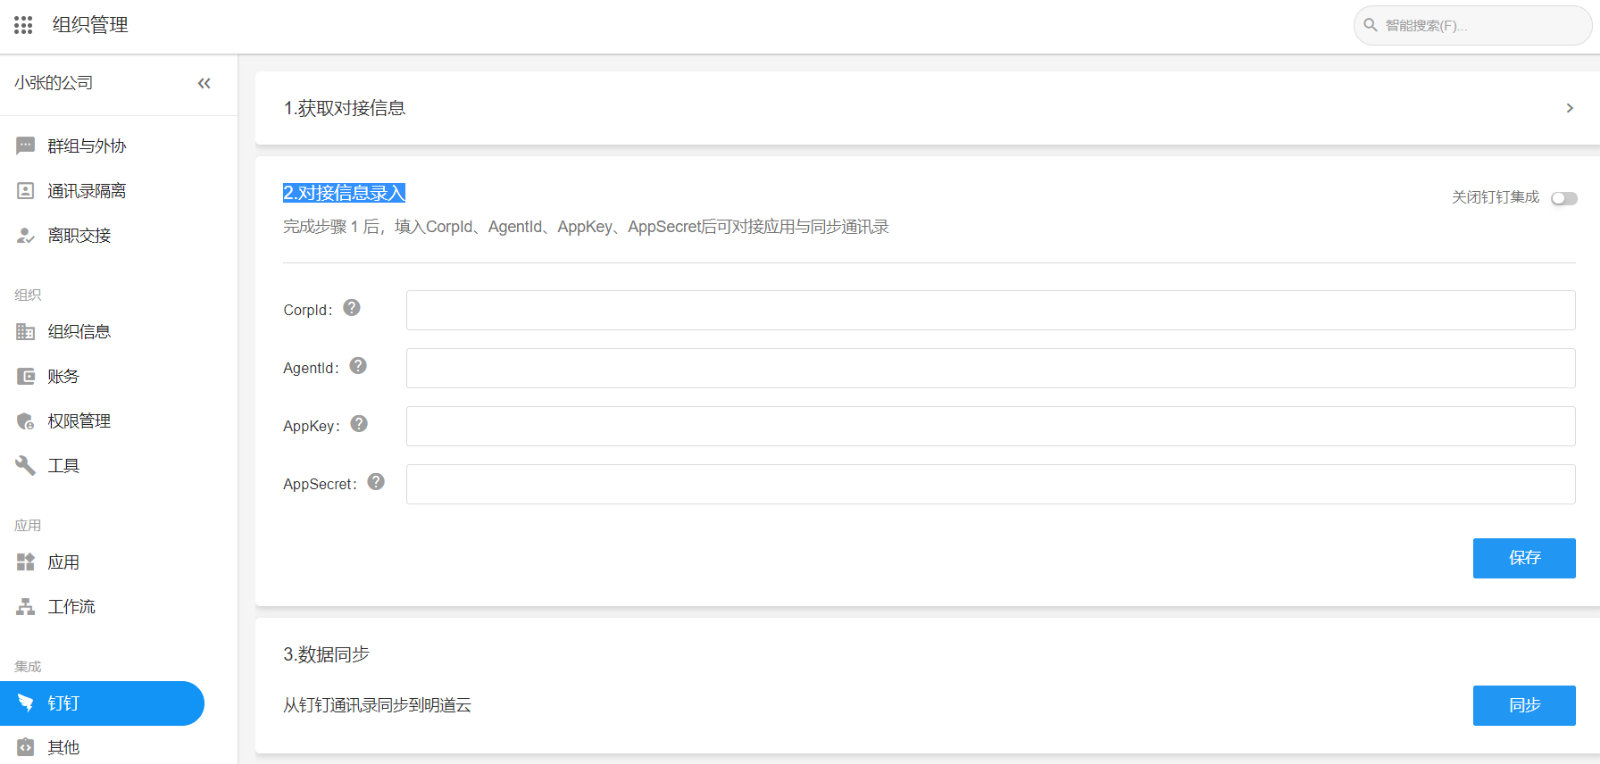 组织管理
智能搜索(F)...
小张的公司
群组与外协
通讯录隔离
离职交接
组织
组织信息
账务
权限管理
工具
应用
应用
工作流
集成
钉钉
其他
1.获取对接信息
2.对接信息录入
关闭钉钉集成
完成步骤 1 后，填入CorpId、AgentId、AppKey、AppSecret后可对接应用与同步通讯录
CorpId：
AgentId：
AppKey：
AppSecret：
保存
3.数据同步
从钉钉通讯录同步到明道云
同步